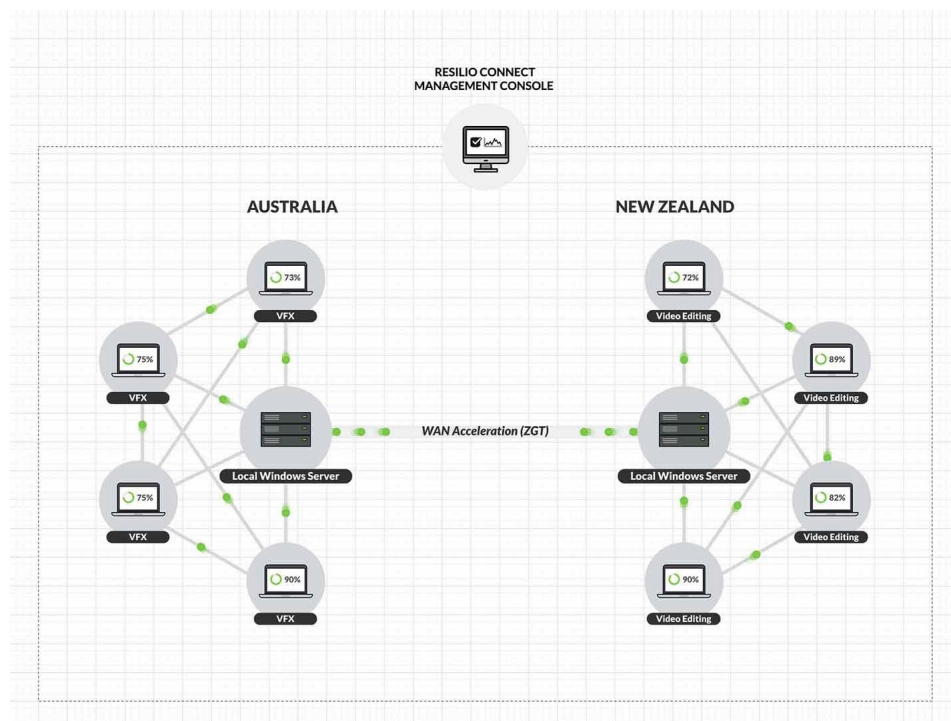 RESILIO CONNECT
MANAGEMENT CONSOLE
AUSTRALIA
NEW ZEALAND
73%
VFX
72%
Video Editing
75%
VFX
89%
Video Editing
Local Windows Server
WAN Acceleration (ZGT)
Local Windows Server
75%
VFX
82%
Video Editing
90%
VFX
90%
Video Editing